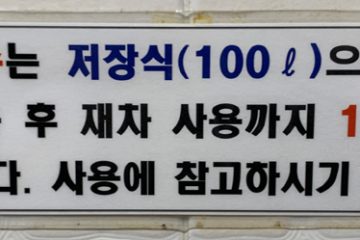 는 저장식(100ℓ)으
후 재차 사용까지 1
다. 사용에 참고하시기